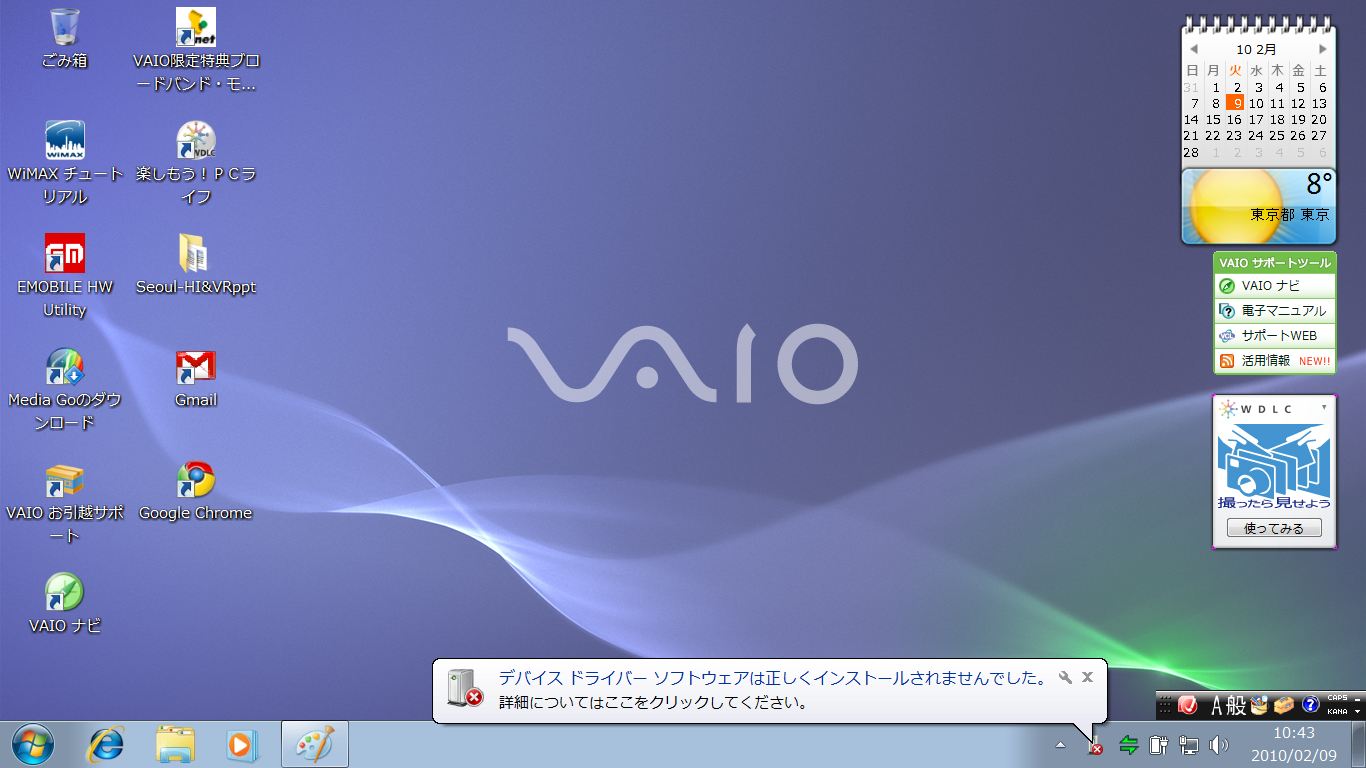 ごみ箱
VAIO限定特典ブロ
ードバンド・モ...
net
WiMAX
WiMAX チュート
リアル
WDLC
楽しもう！ＰＣラ
イフ
EM
EMOBILE HW
Utility
Seoul-HI&VRppt
Media Goのダウ
ンロード
Gmail
VAIO お引越サポ
ート
Google Chrome
VAIO ナビ
VAIO
10 2月
日 月 火 水 木 金 土
31 1 2 3 4 5 6
7 8 9 10 11 12 13
14 15 16 17 18 19 20
21 22 23 24 25 26 27
28 1 2 3 4 5 6
8°
東京都 東京
VAIO サポートツール
VAIO ナビ
電子マニュアル
サポートWEB
活用情報 NEW!!
WDLC
撮ったら見せよう
使ってみる
デバイス ドライバー ソフトウェアは正しくインストールされませんでした。
詳細についてはここをクリックしてください。
A 般 CAPS
KANA
10:43
2010/02/09